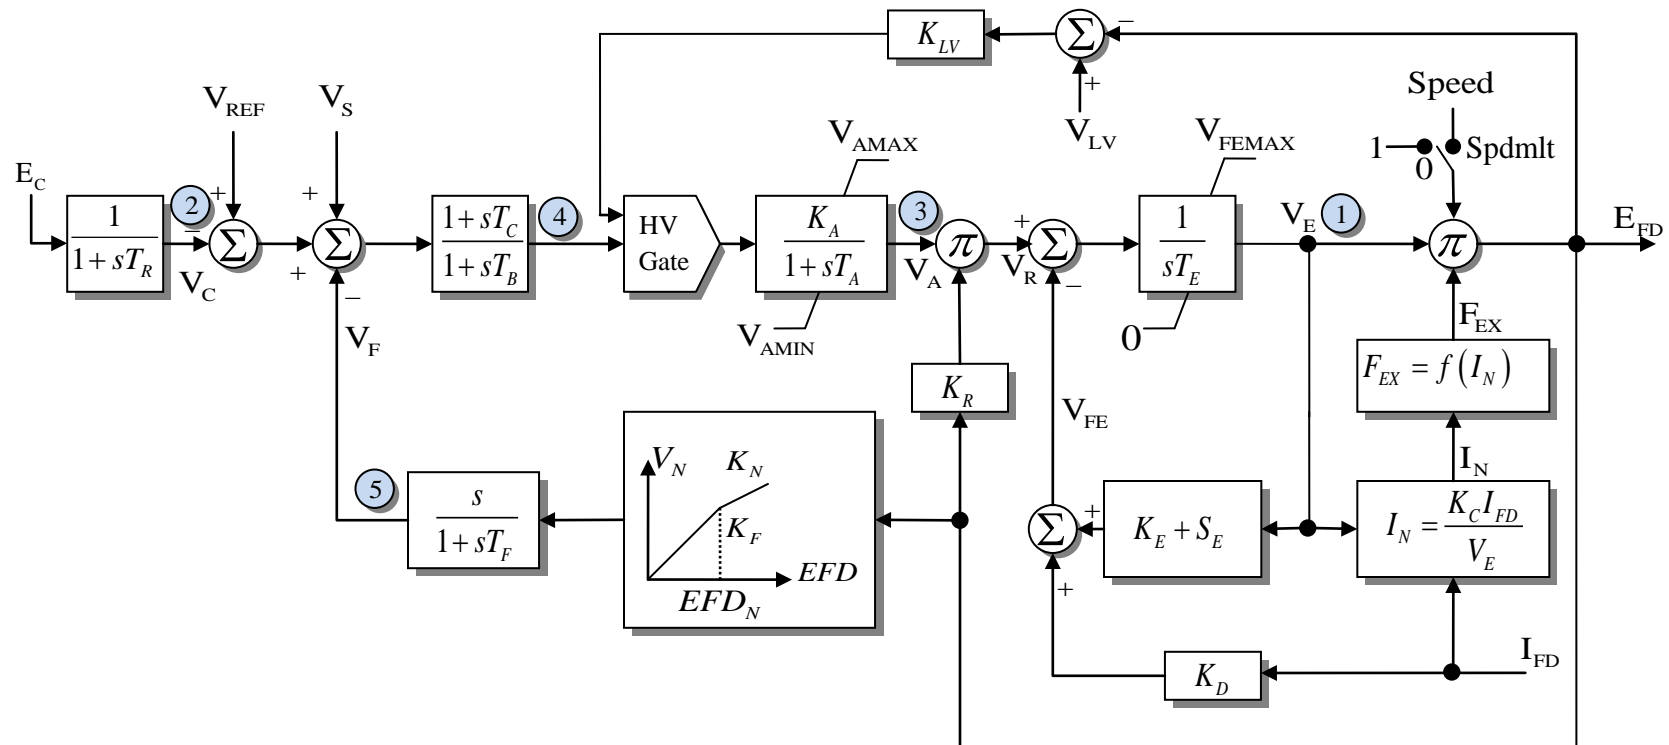 K_LV
Σ
−
+
V_LV
Speed
1
0
Spdmlt
V_REF
V_S
V_AMAX
V_FEMAX
E_C
1
1 + sT_R
2
+
−
Σ
V_C
+
+
Σ
−
V_F
1 + sT_C
1 + sT_B
4
HV
Gate
K_A
1 + sT_A
V_AMIN
3
V_A
π
V_R
+
Σ
−
1
sT_E
0
V_E
1
π
E_FD
F_EX
F_EX = f(I_N)
K_R
V_FE
I_N
5
s
1 + sT_F
V_N
K_N
K_F
EFD
EFD_N
Σ
+
+
K_E + S_E
I_N = K_C I_FD
V_E
K_D
I_FD